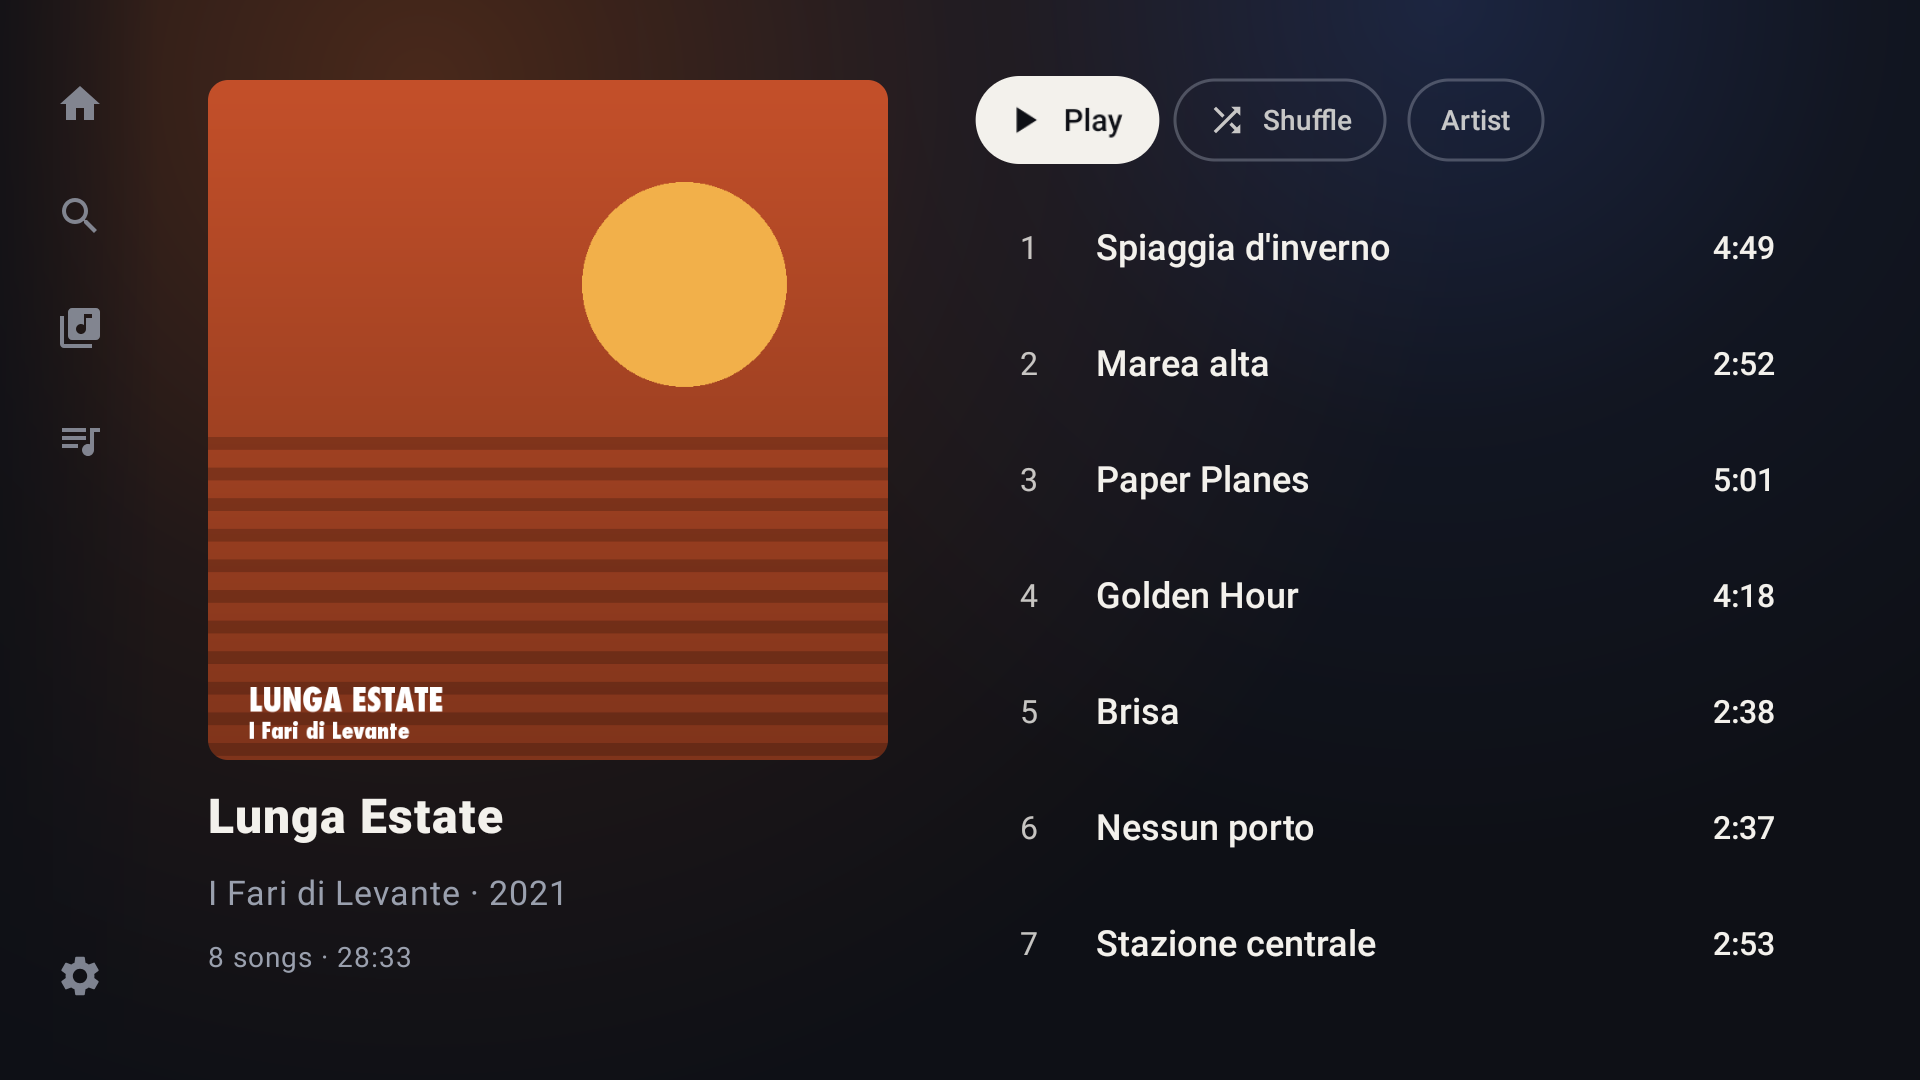 LUNGA ESTATE
I Fari di Levante
Lunga Estate
I Fari di Levante · 2021
8 songs · 28:33
Play
Shuffle
Artist
1 Spiaggia d'inverno 4:49
2 Marea alta 2:52
3 Paper Planes 5:01
4 Golden Hour 4:18
5 Brisa 2:38
6 Nessun porto 2:37
7 Stazione centrale 2:53